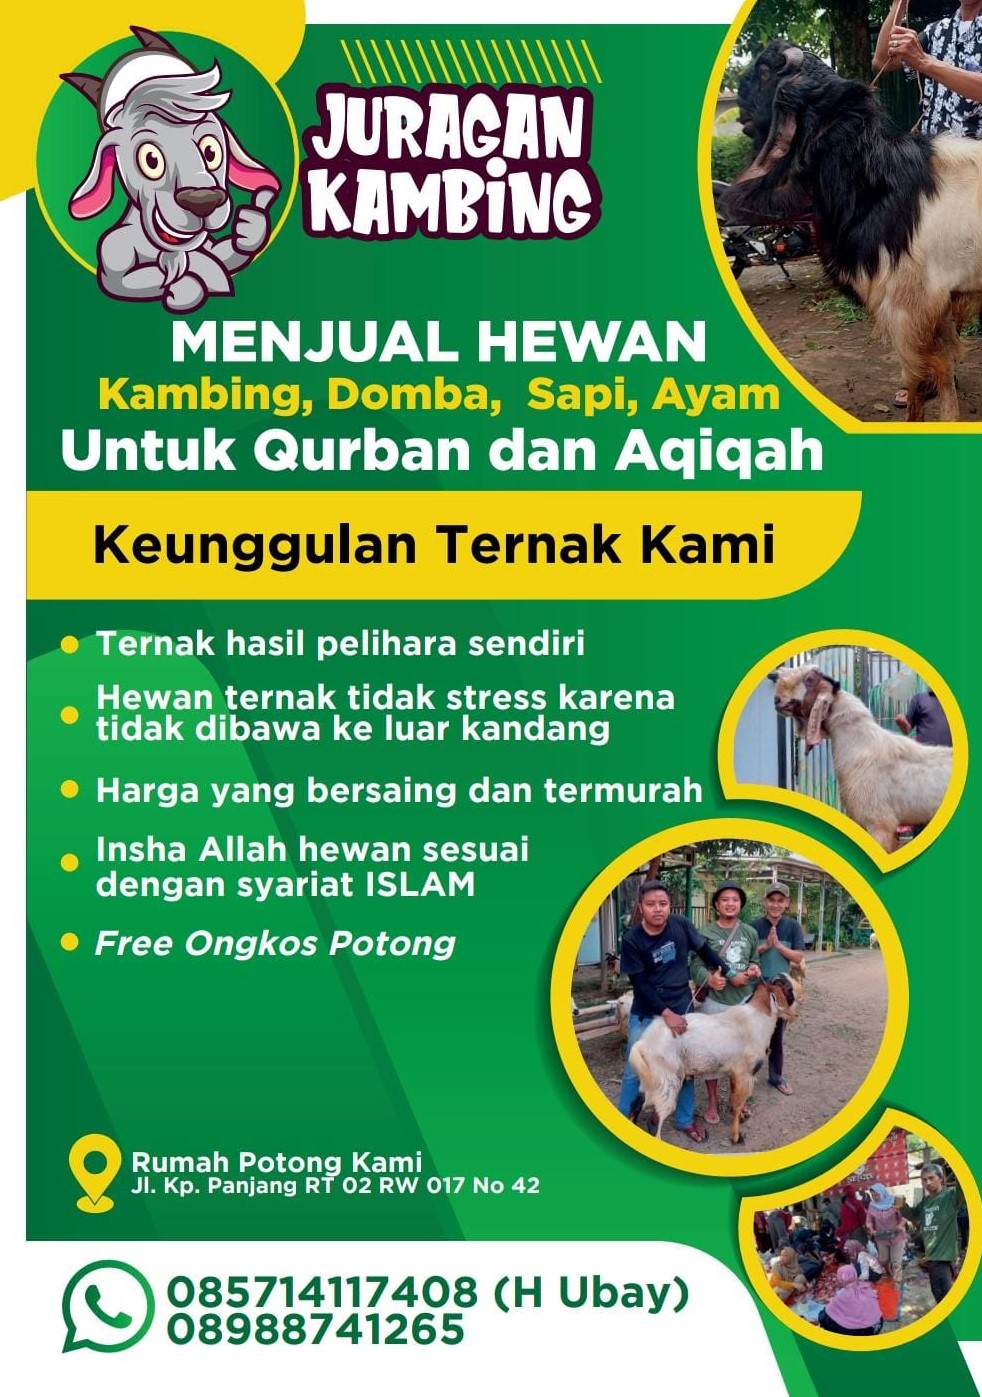 JURAGAN
KAMBING
MENJUAL HEWAN
Kambing, Domba, Sapi, Ayam
Untuk Qurban dan Aqiqah
Keunggulan Ternak Kami
Ternak hasil pelihara sendiri
Hewan ternak tidak stress karena
tidak dibawa ke luar kandang
Harga yang bersaing dan termurah
Insha Allah hewan sesuai
dengan syariat ISLAM
Free Ongkos Potong
Rumah Potong Kami
Jl. Kp. Panjang RT 02 RW 017 No 42
085714117408 (H Ubay)
08988741265